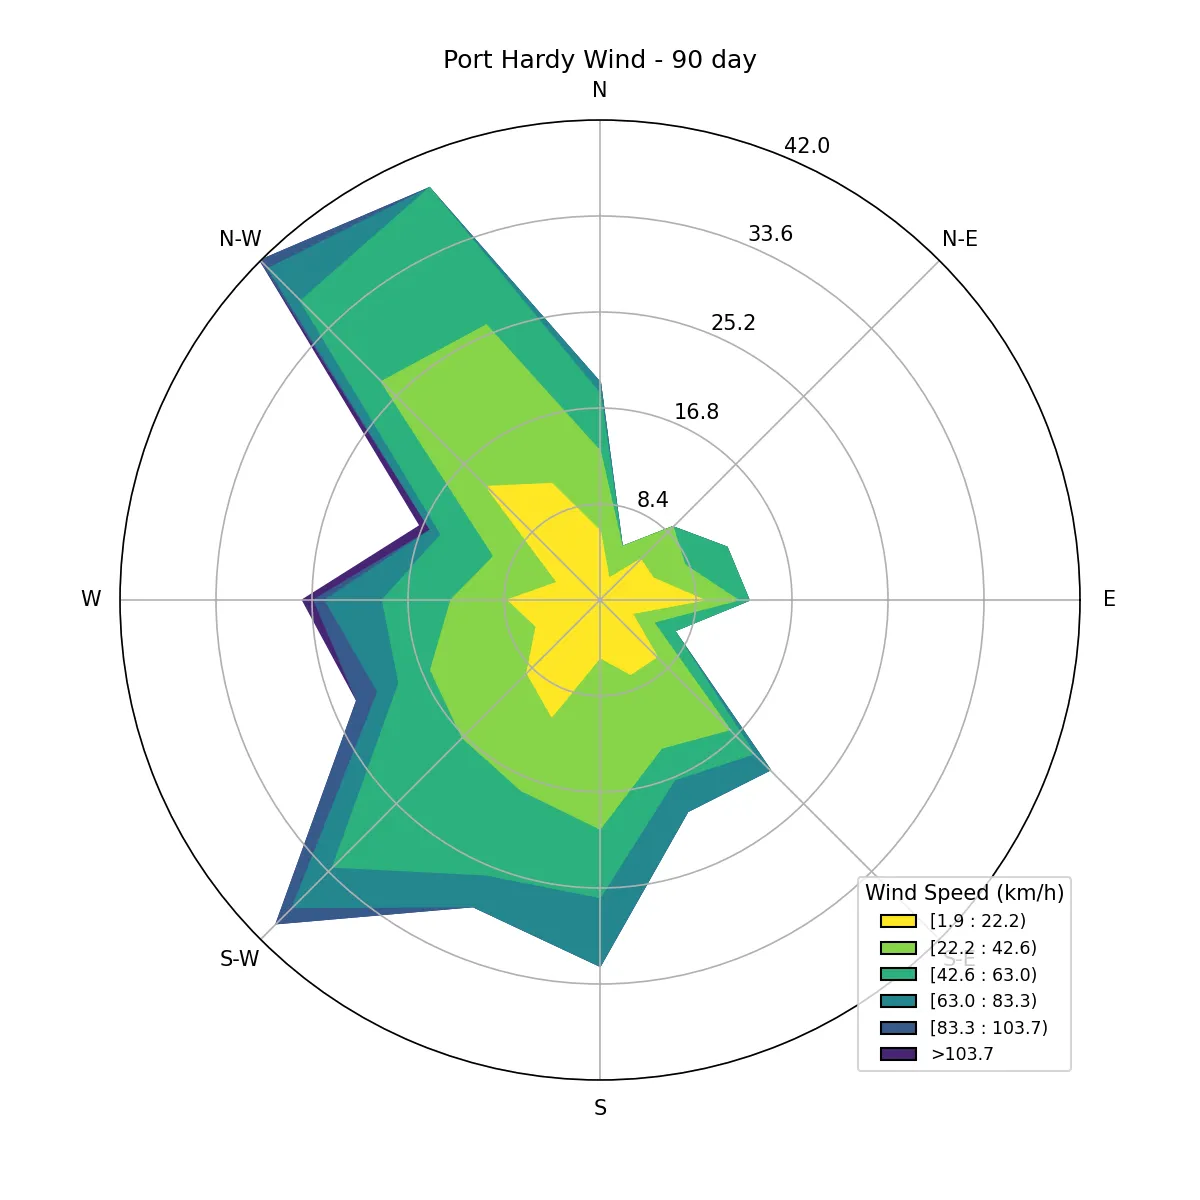 Port Hardy Wind - 90 day
N
42.0
N-W
33.6
N-E
25.2
16.8
8.4
W
E
Wind Speed (km/h)
[1.9 : 22.2)
[22.2 : 42.6)
S-W
S-E
[42.6 : 63.0)
[63.0 : 83.3)
[83.3 : 103.7)
>103.7
S